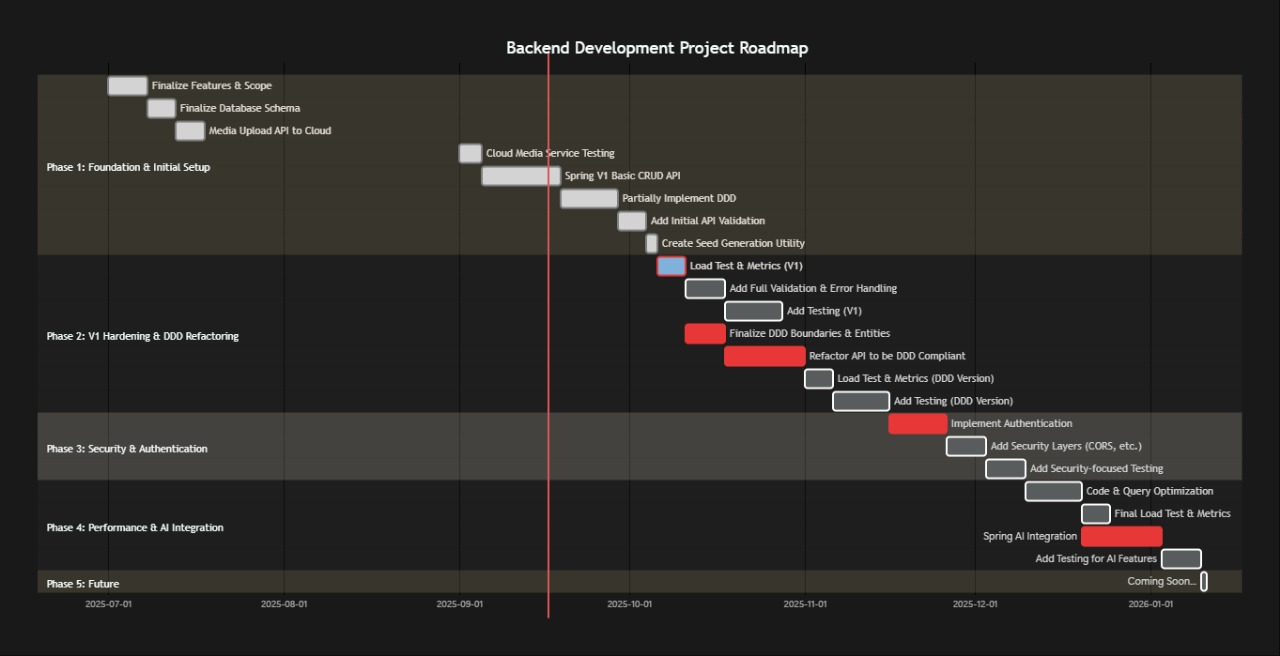 Backend Development Project Roadmap
Finalize Features & Scope
Finalize Database Schema
Media Upload API to Cloud
Cloud Media Service Testing
Phase 1: Foundation & Initial Setup
Spring V1 Basic CRUD API
Partially Implement DDD
Add Initial API Validation
Create Seed Generation Utility
Load Test & Metrics (V1)
Add Full Validation & Error Handling
Add Testing (V1)
Phase 2: V1 Hardening & DDD Refactoring
Finalize DDD Boundaries & Entities
Refactor API to be DDD Compliant
Load Test & Metrics (DDD Version)
Add Testing (DDD Version)
Implement Authentication
Phase 3: Security & Authentication
Add Security Layers (CORS, etc.)
Add Security-focused Testing
Code & Query Optimization
Final Load Test & Metrics
Phase 4: Performance & AI Integration
Spring AI Integration
Add Testing for AI Features
Phase 5: Future
Coming Soon...
2025-07-01
2025-08-01
2025-09-01
2025-10-01
2025-11-01
2025-12-01
2026-01-01